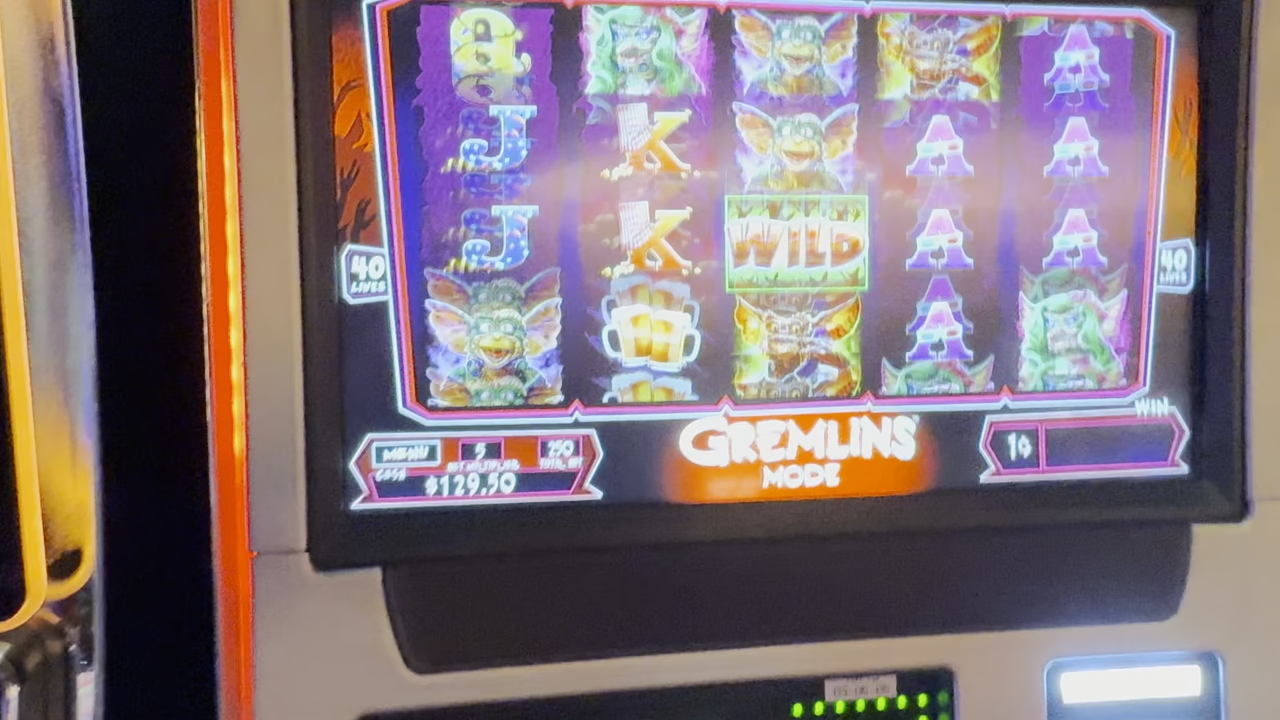 Q A
J K A A
J K WILD A A
40
LIVES
40
LIVES
A
WIN
MENU 5 250
BET MULTIPLIER TOTAL BET
CASH
$129.50
GREMLINS
MODE
1¢